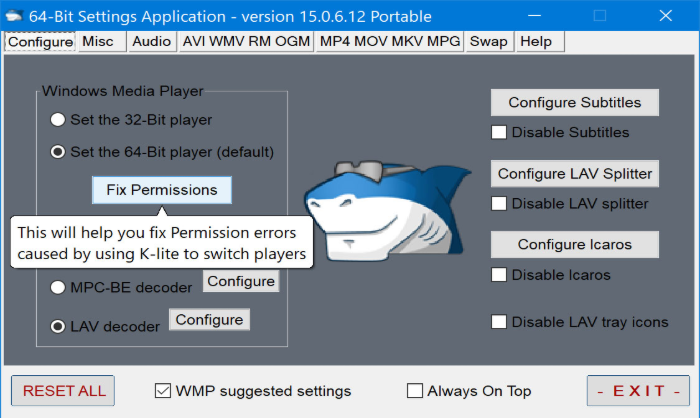 64-Bit Settings Application - version 15.0.6.12 Portable
Configure Misc Audio AVI WMV RM OGM MP4 MOV MKV MPG Swap Help
Windows Media Player
Set the 32-Bit player
Set the 64-Bit player (default)
Fix Permissions
This will help you fix Permission errors
caused by using K-lite to switch players
MPC-BE decoder Configure
LAV decoder Configure
Configure Subtitles
Disable Subtitles
Configure LAV Splitter
Disable LAV splitter
Configure Icaros
Disable Icaros
Disable LAV tray icons
RESET ALL WMP suggested settings Always On Top - E X I T -